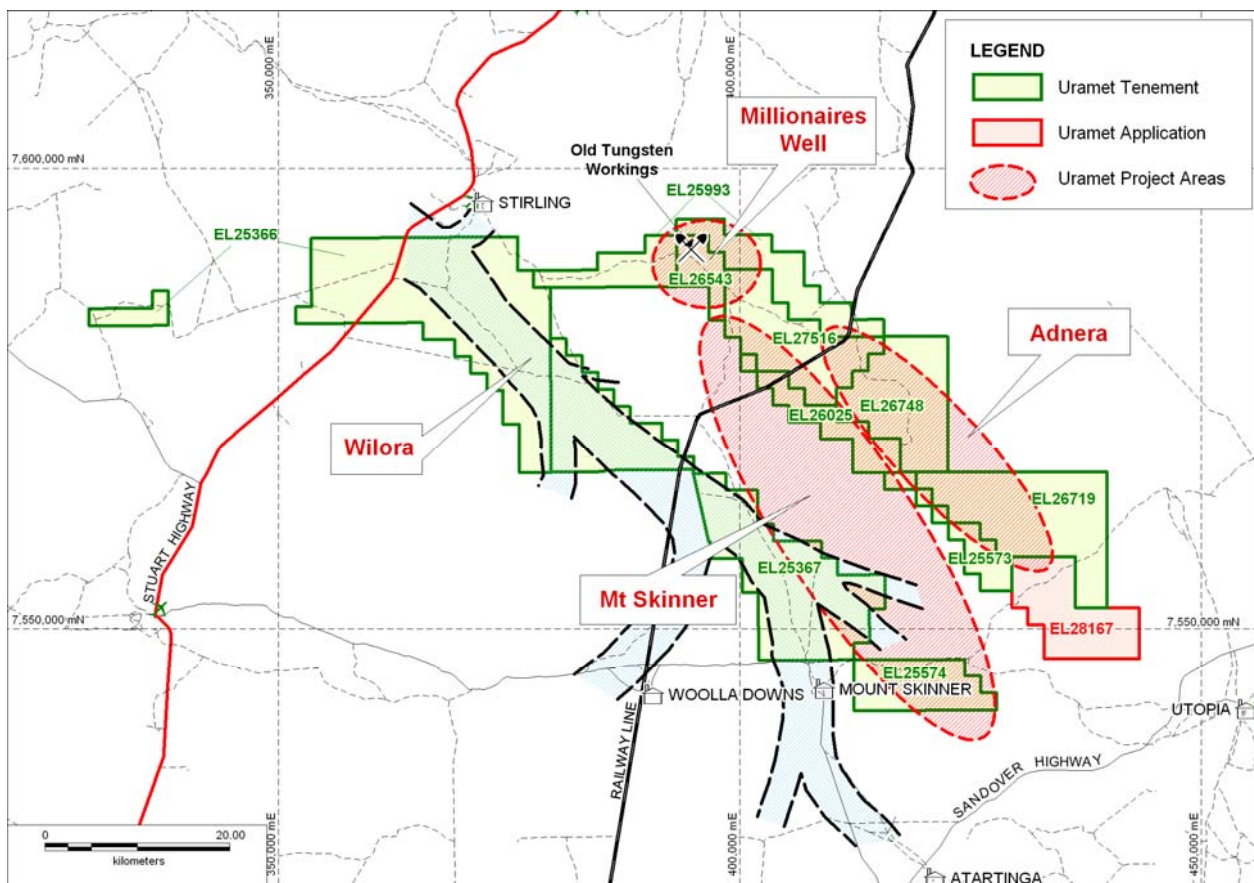 LEGEND
Uramet Tenement
Uramet Application
Uramet Project Areas
350,000 mE
400,000 mE
7,600,000 mN
Millionaires
Well
Old Tungsten
Workings
EL25993
STIRLING
EL25366
EL26543
EL27516
Adnera
EL26025
EL26748
Wilora
EL26719
STUART HIGHWAY
EL25573
EL25367
Mt Skinner
7,550,000 mN
7,550,000 mN
EL28167
EL25574
WOOLLA DOWNS
MOUNT SKINNER
UTOPIA
RAILWAY LINE
SANDOVER HIGHWAY
0
20.00
kilometers
350,000 mE
400,000 mE
450,000 mE
ATARTINGA